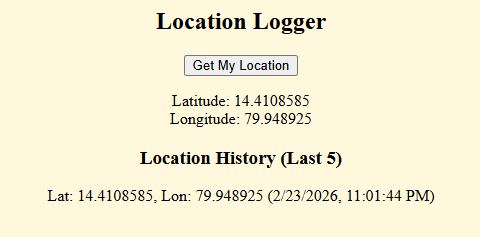 Location Logger
Get My Location
Latitude: 14.4108585
Longitude: 79.948925
Location History (Last 5)
Lat: 14.4108585, Lon: 79.948925 (2/23/2026, 11:01:44 PM)